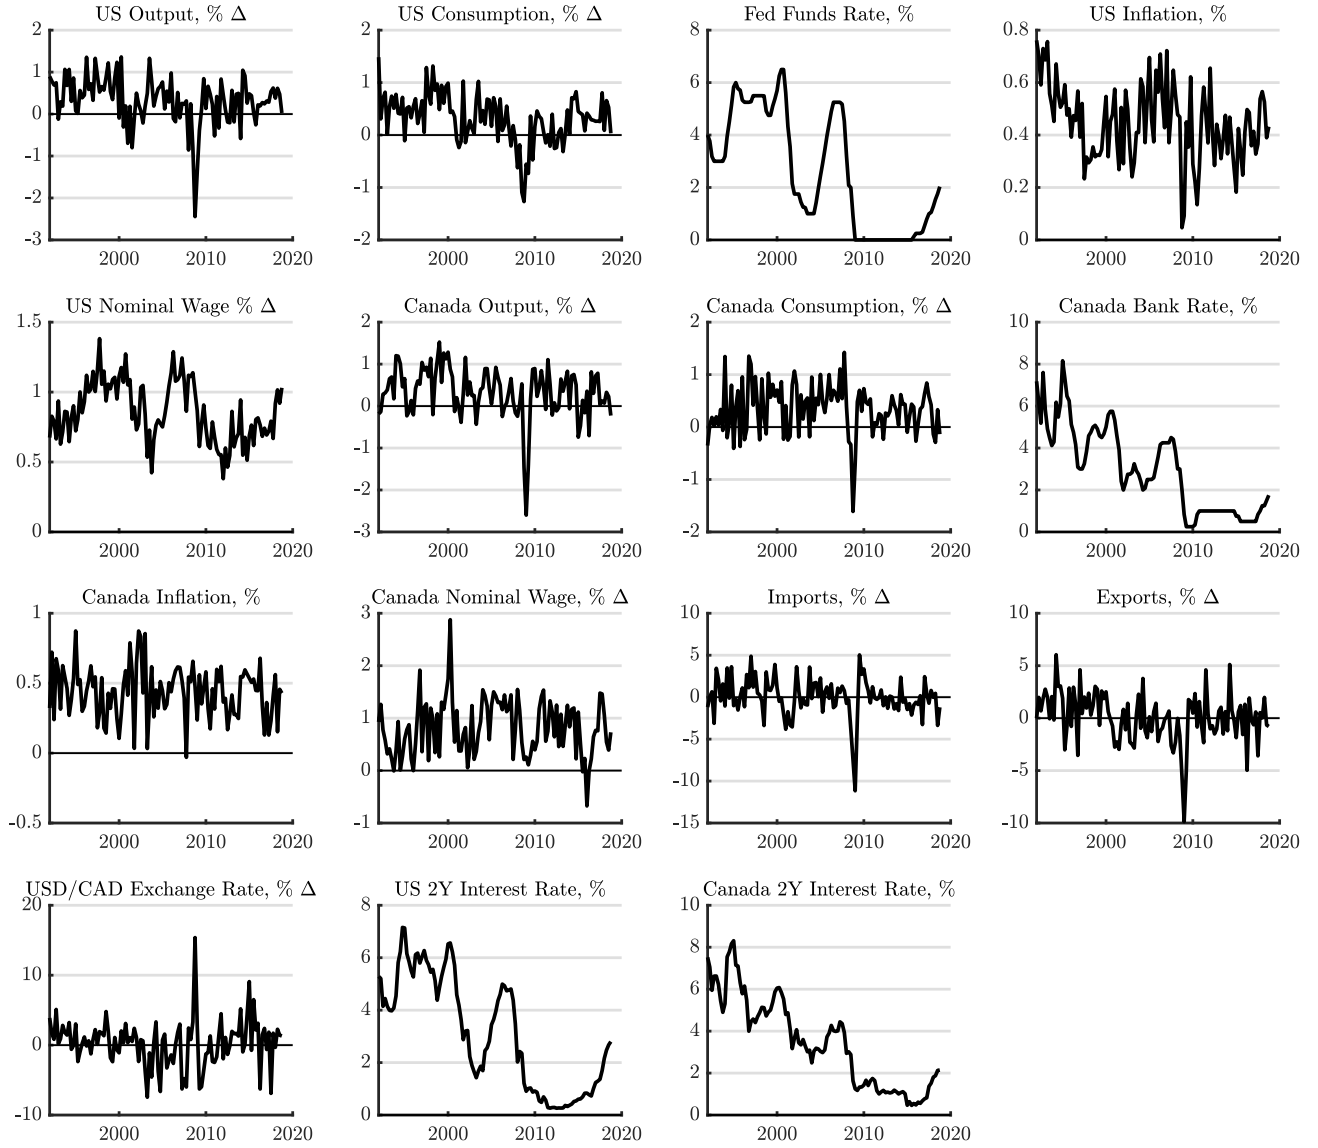 US Output, % Δ
2
1
0
-1
-2
-3
2000 2010 2020
US Consumption, % Δ
2
1
0
-1
-2
2000 2010 2020
Fed Funds Rate, %
8
6
4
2
0
2000 2010 2020
US Inflation, %
0.8
0.6
0.4
0.2
0
2000 2010 2020
US Nominal Wage % Δ
1.5
1
0.5
0
2000 2010 2020
Canada Output, % Δ
2
1
0
-1
-2
-3
2000 2010 2020
Canada Consumption, % Δ
2
1
0
-1
-2
2000 2010 2020
Canada Bank Rate, %
10
8
6
4
2
0
2000 2010 2020
Canada Inflation, %
1
0.5
0
-0.5
2000 2010 2020
Canada Nominal Wage, % Δ
3
2
1
0
-1
2000 2010 2020
Imports, % Δ
10
5
0
-5
-10
-15
2000 2010 2020
Exports, % Δ
10
5
0
-5
-10
2000 2010 2020
USD/CAD Exchange Rate, % Δ
20
10
0
-10
2000 2010 2020
US 2Y Interest Rate, %
8
6
4
2
0
2000 2010 2020
Canada 2Y Interest Rate, %
10
8
6
4
2
0
2000 2010 2020